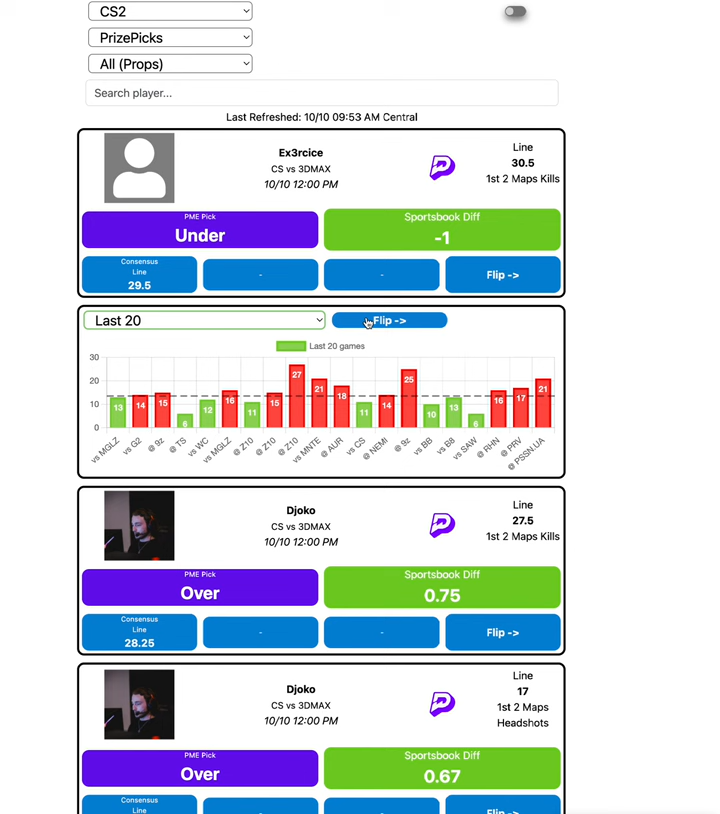 CS2
PrizePicks
All (Props)
Search player...
Last Refreshed: 10/10 09:53 AM Central
Ex3rcice
CS vs 3DMAX
10/10 12:00 PM
Line
30.5
1st 2 Maps Kills
PME Pick
Under
Sportsbook Diff
-1
Consensus
Line
29.5
-
-
Flip ->
Last 20
Flip ->
Last 20 games
30
20
10
0
13 14 15 6 12 16 11 15 27 21 18 11 14 25 10 13 6 16 17 21
vs MGLZ
vs G2
@ 9z
@ TS
vs WC
vs MGLZ
@ Z10
@ Z10
@ Z10
vs MNTE
@ AUR
vs CS
@ NEMI
@ 9z
vs BB
vs B8
vs SAW
@ RHN
@ PRV
@ PSSN.UA
Djoko
CS vs 3DMAX
10/10 12:00 PM
Line
27.5
1st 2 Maps Kills
PME Pick
Over
Sportsbook Diff
0.75
Consensus
Line
28.25
-
-
Flip ->
Djoko
CS vs 3DMAX
10/10 12:00 PM
Line
17
1st 2 Maps
Headshots
PME Pick
Over
Sportsbook Diff
0.67
Consensus
Line
Flip ->